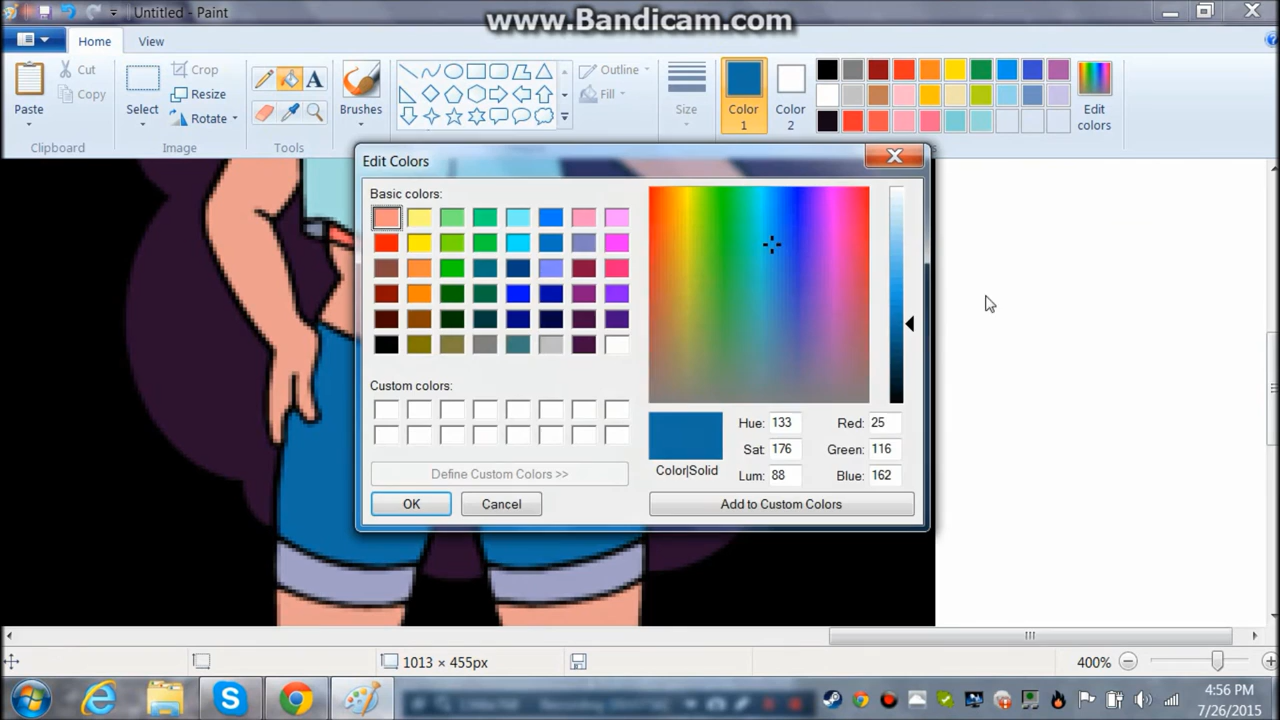 www.Bandicam.com
Untitled - Paint
Home View
Paste
Cut
Copy
Select
Crop
Resize
Rotate
A
Brushes
Outline
Fill
Size
Color 1
Color 2
Edit colors
Clipboard
Image
Tools
Edit Colors
Basic colors:
Custom colors:
Define Custom Colors >>
OK
Cancel
Color|Solid
Hue: 133
Sat: 176
Lum: 88
Red: 25
Green: 116
Blue: 162
Add to Custom Colors
1013 × 455px
400%
4:56 PM
7/26/2015